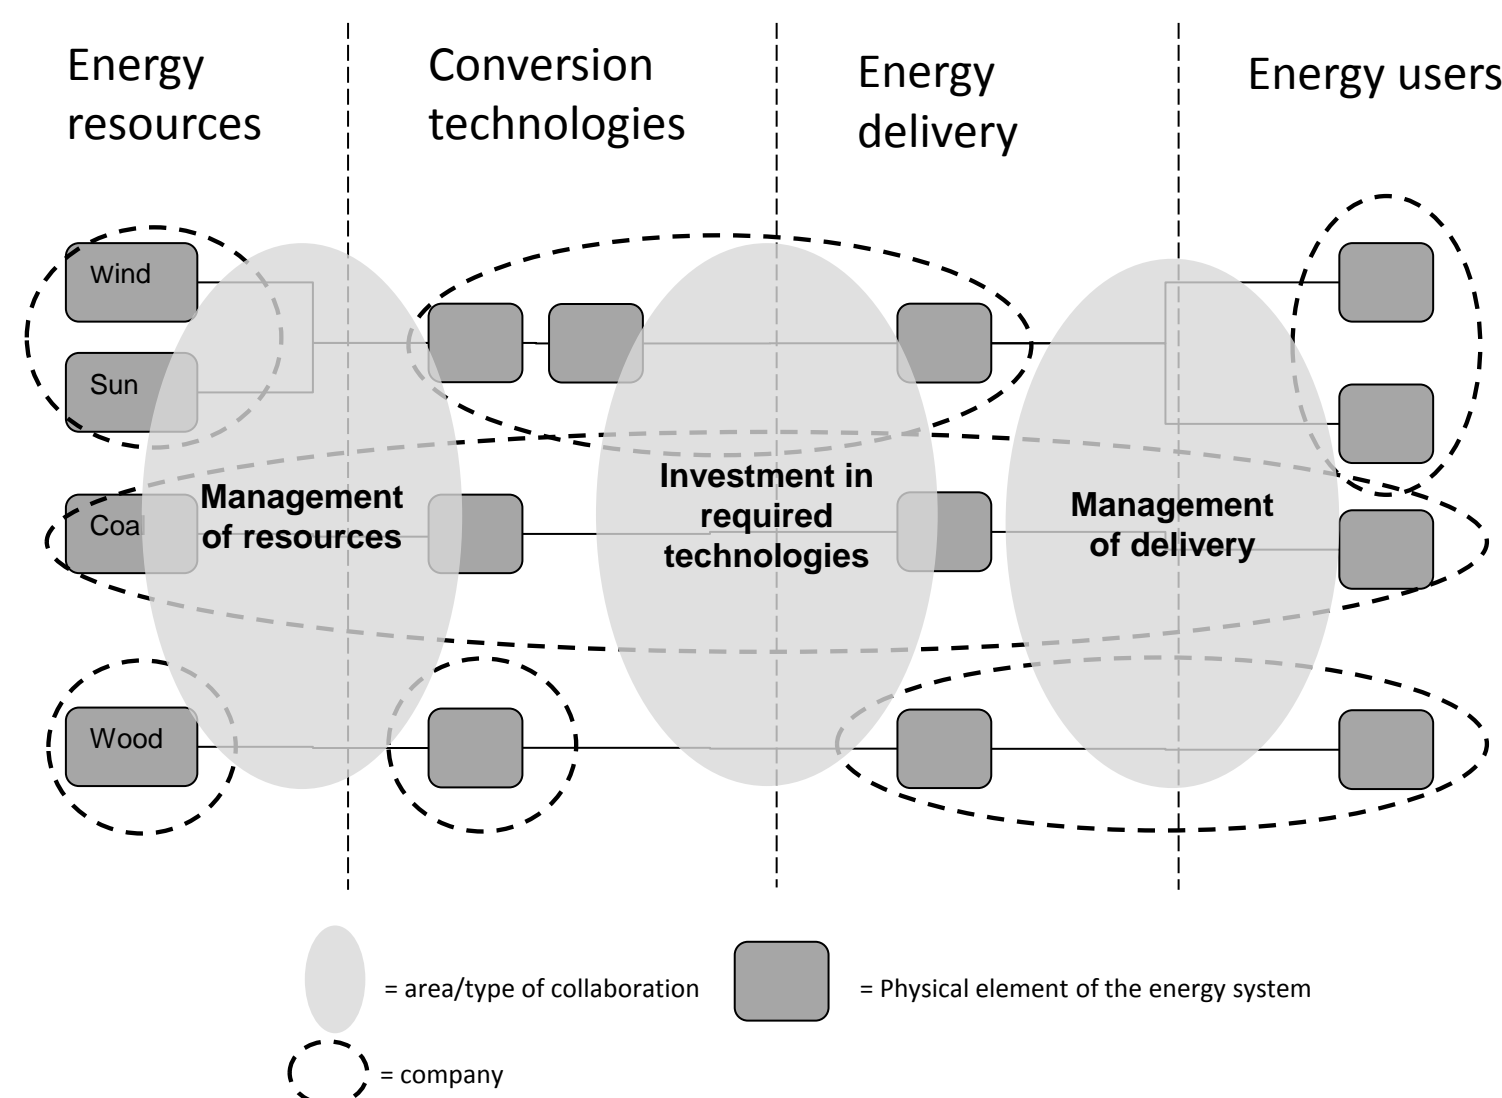 Energy
resources
Conversion
technologies
Energy
delivery
Energy users
Wind
Sun
Coal
Wood
Management
of resources
Investment in
required
technologies
Management
of delivery
= area/type of collaboration
= Physical element of the energy system
= company